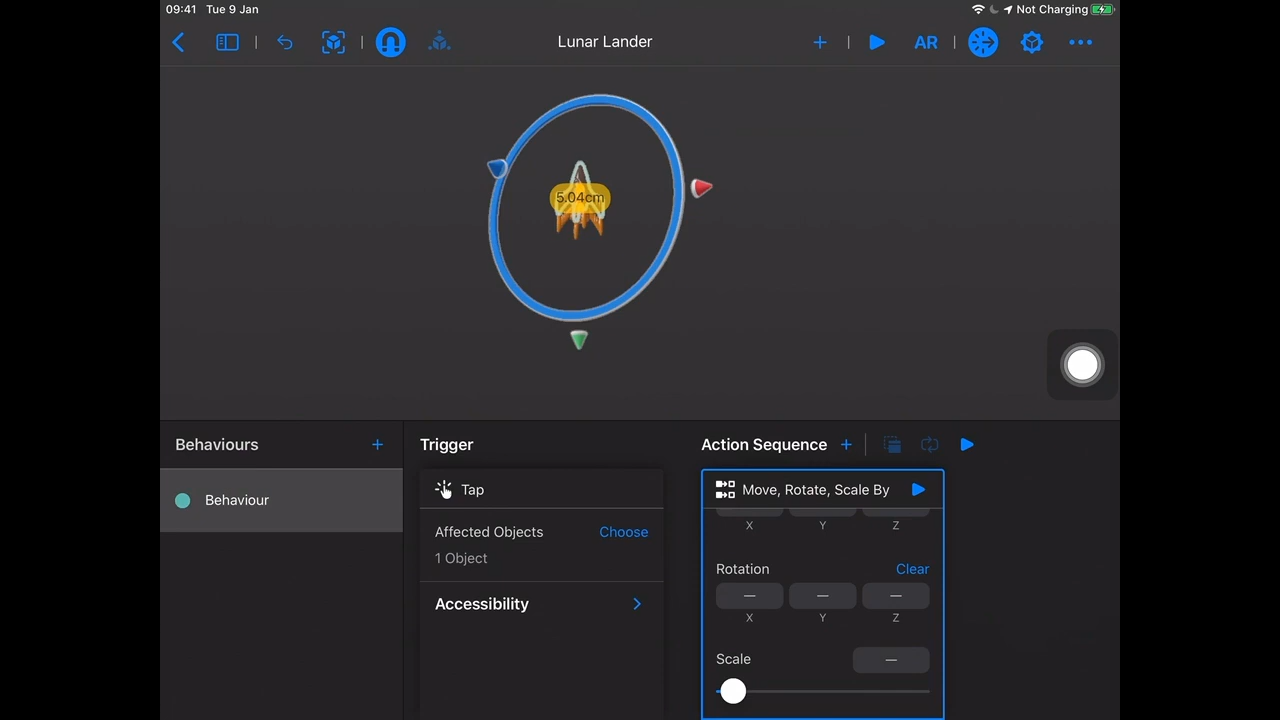 09:41 Tue 9 Jan
Not Charging
Lunar Lander
AR
5.04cm
Behaviours
Behaviour
Trigger
Tap
Affected Objects Choose
1 Object
Accessibility
Action Sequence
Move, Rotate, Scale By
X Y Z
Rotation Clear
— — —
X Y Z
Scale —